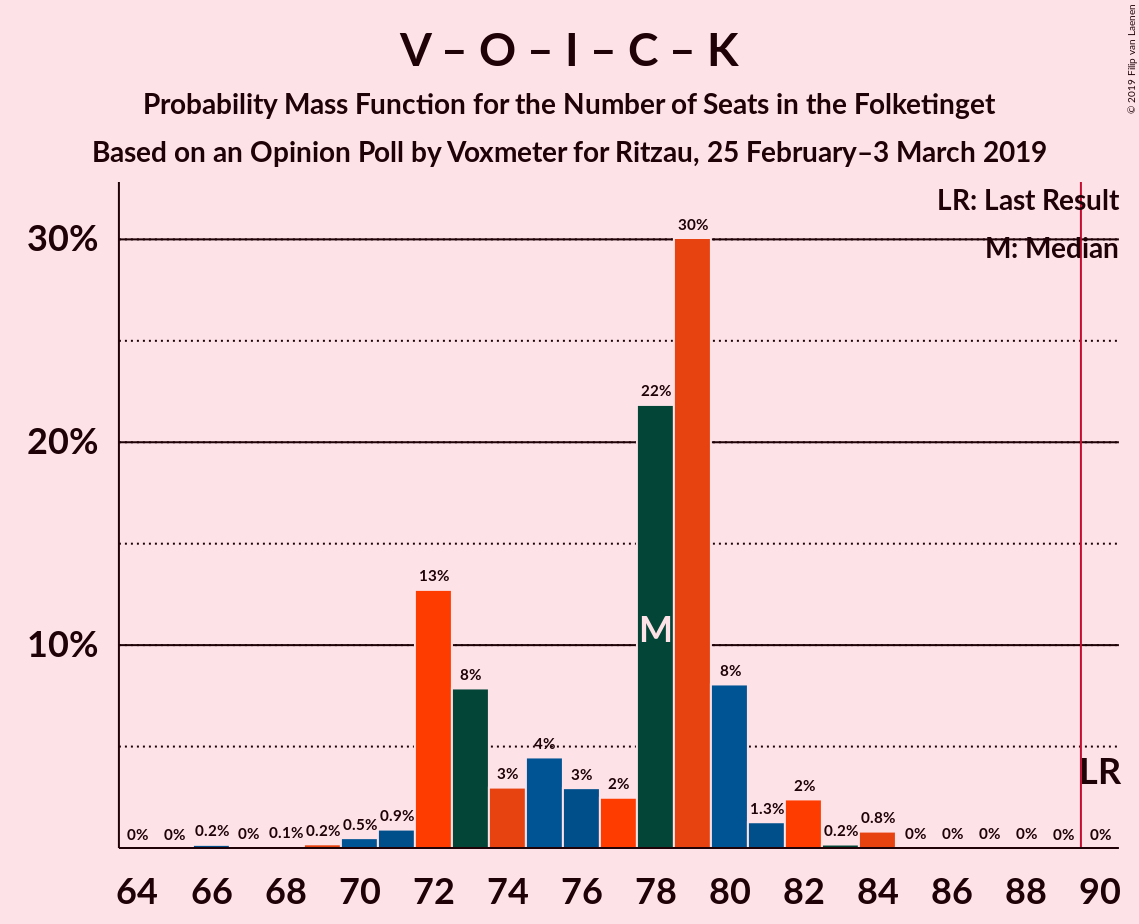 V – O – I – C – K
Probability Mass Function for the Number of Seats in the Folketinget
Based on an Opinion Poll by Voxmeter for Ritzau, 25 February–3 March 2019
© 2019 Filip van Laenen
LR: Last Result
M: Median
30%
20%
10%
0% 0% 0.2% 0% 0.1% 0.2% 0.5% 0.9% 13% 8% 3% 4% 3% 2% 22% 30% 8% 1.3% 2% 0.2% 0.8% 0% 0% 0% 0% 0% 0%
M
LR
64 66 68 70 72 74 76 78 80 82 84 86 88 90